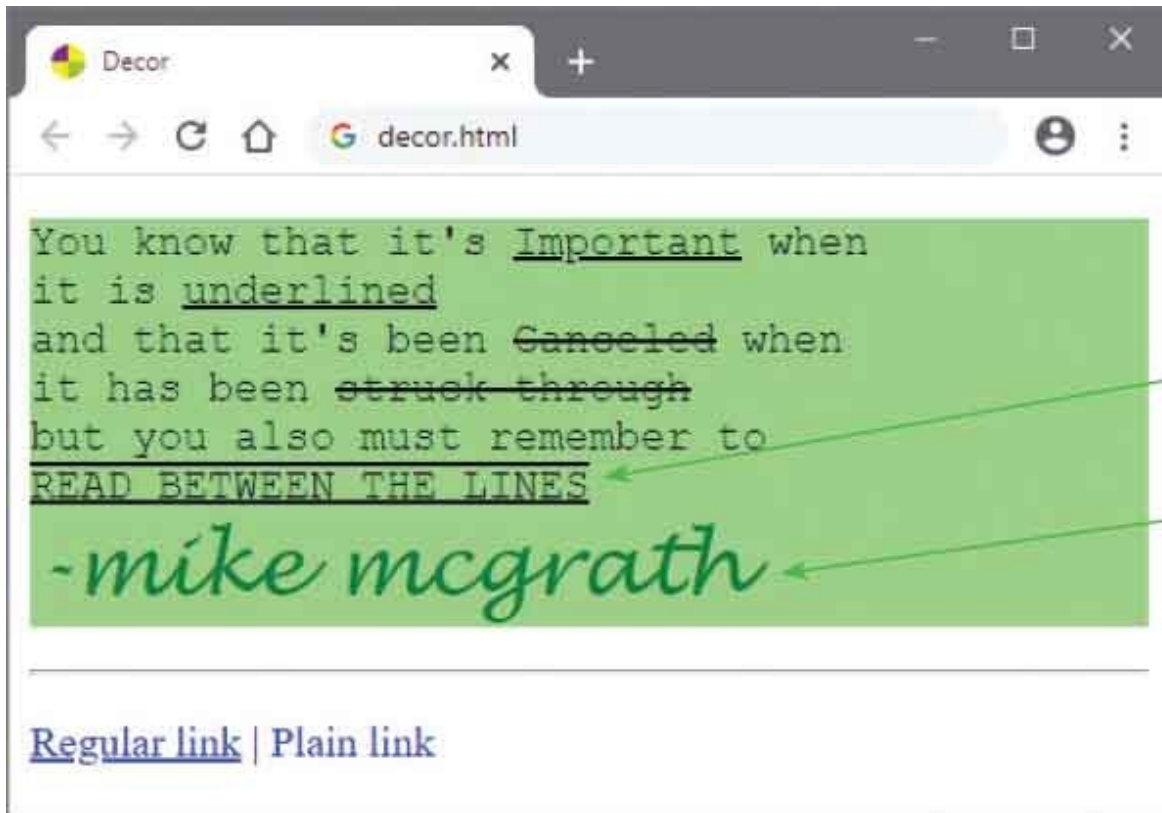 Decor
decor.html
You know that it's Important when
it is underlined
and that it's been Canceled when
it has been struck through
but you also must remember to
READ BETWEEN THE LINES
-mike mcgrath
Regular link | Plain link